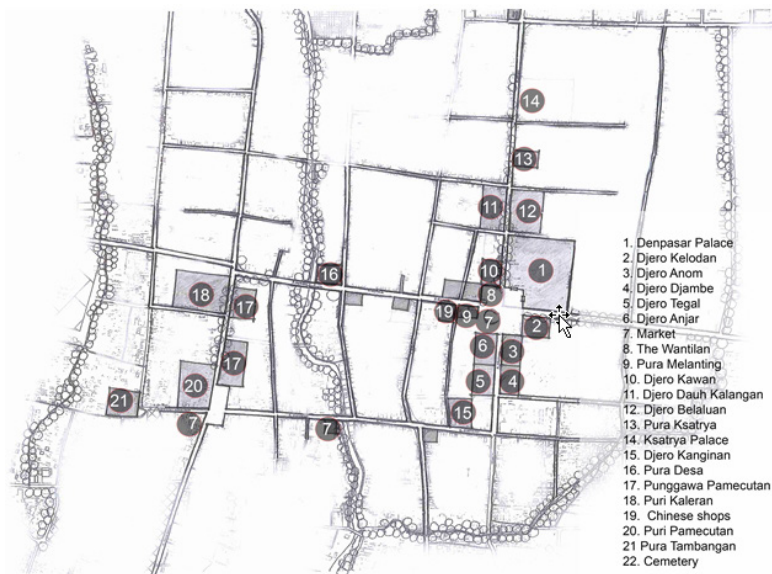 14
13
11
12
1
10
16
8
18
17
19
9
7
2
6
3
17
5
4
20
21
15
7
7
1. Denpasar Palace
2. Djero Kelodan
3. Djero Anom
4. Djero Djambe
5. Djero Tegal
6. Djero Anjar
7. Market
8. The Wantilan
9. Pura Melanting
10. Djero Kawan
11. Djero Dauh Kalangan
12. Djero Belaluan
13. Pura Ksatrya
14. Ksatrya Palace
15. Djero Kanginan
16. Pura Desa
17. Punggawa Pamecutan
18. Puri Kaleran
19. Chinese shops
20. Puri Pamecutan
21 Pura Tambangan
22. Cemetery